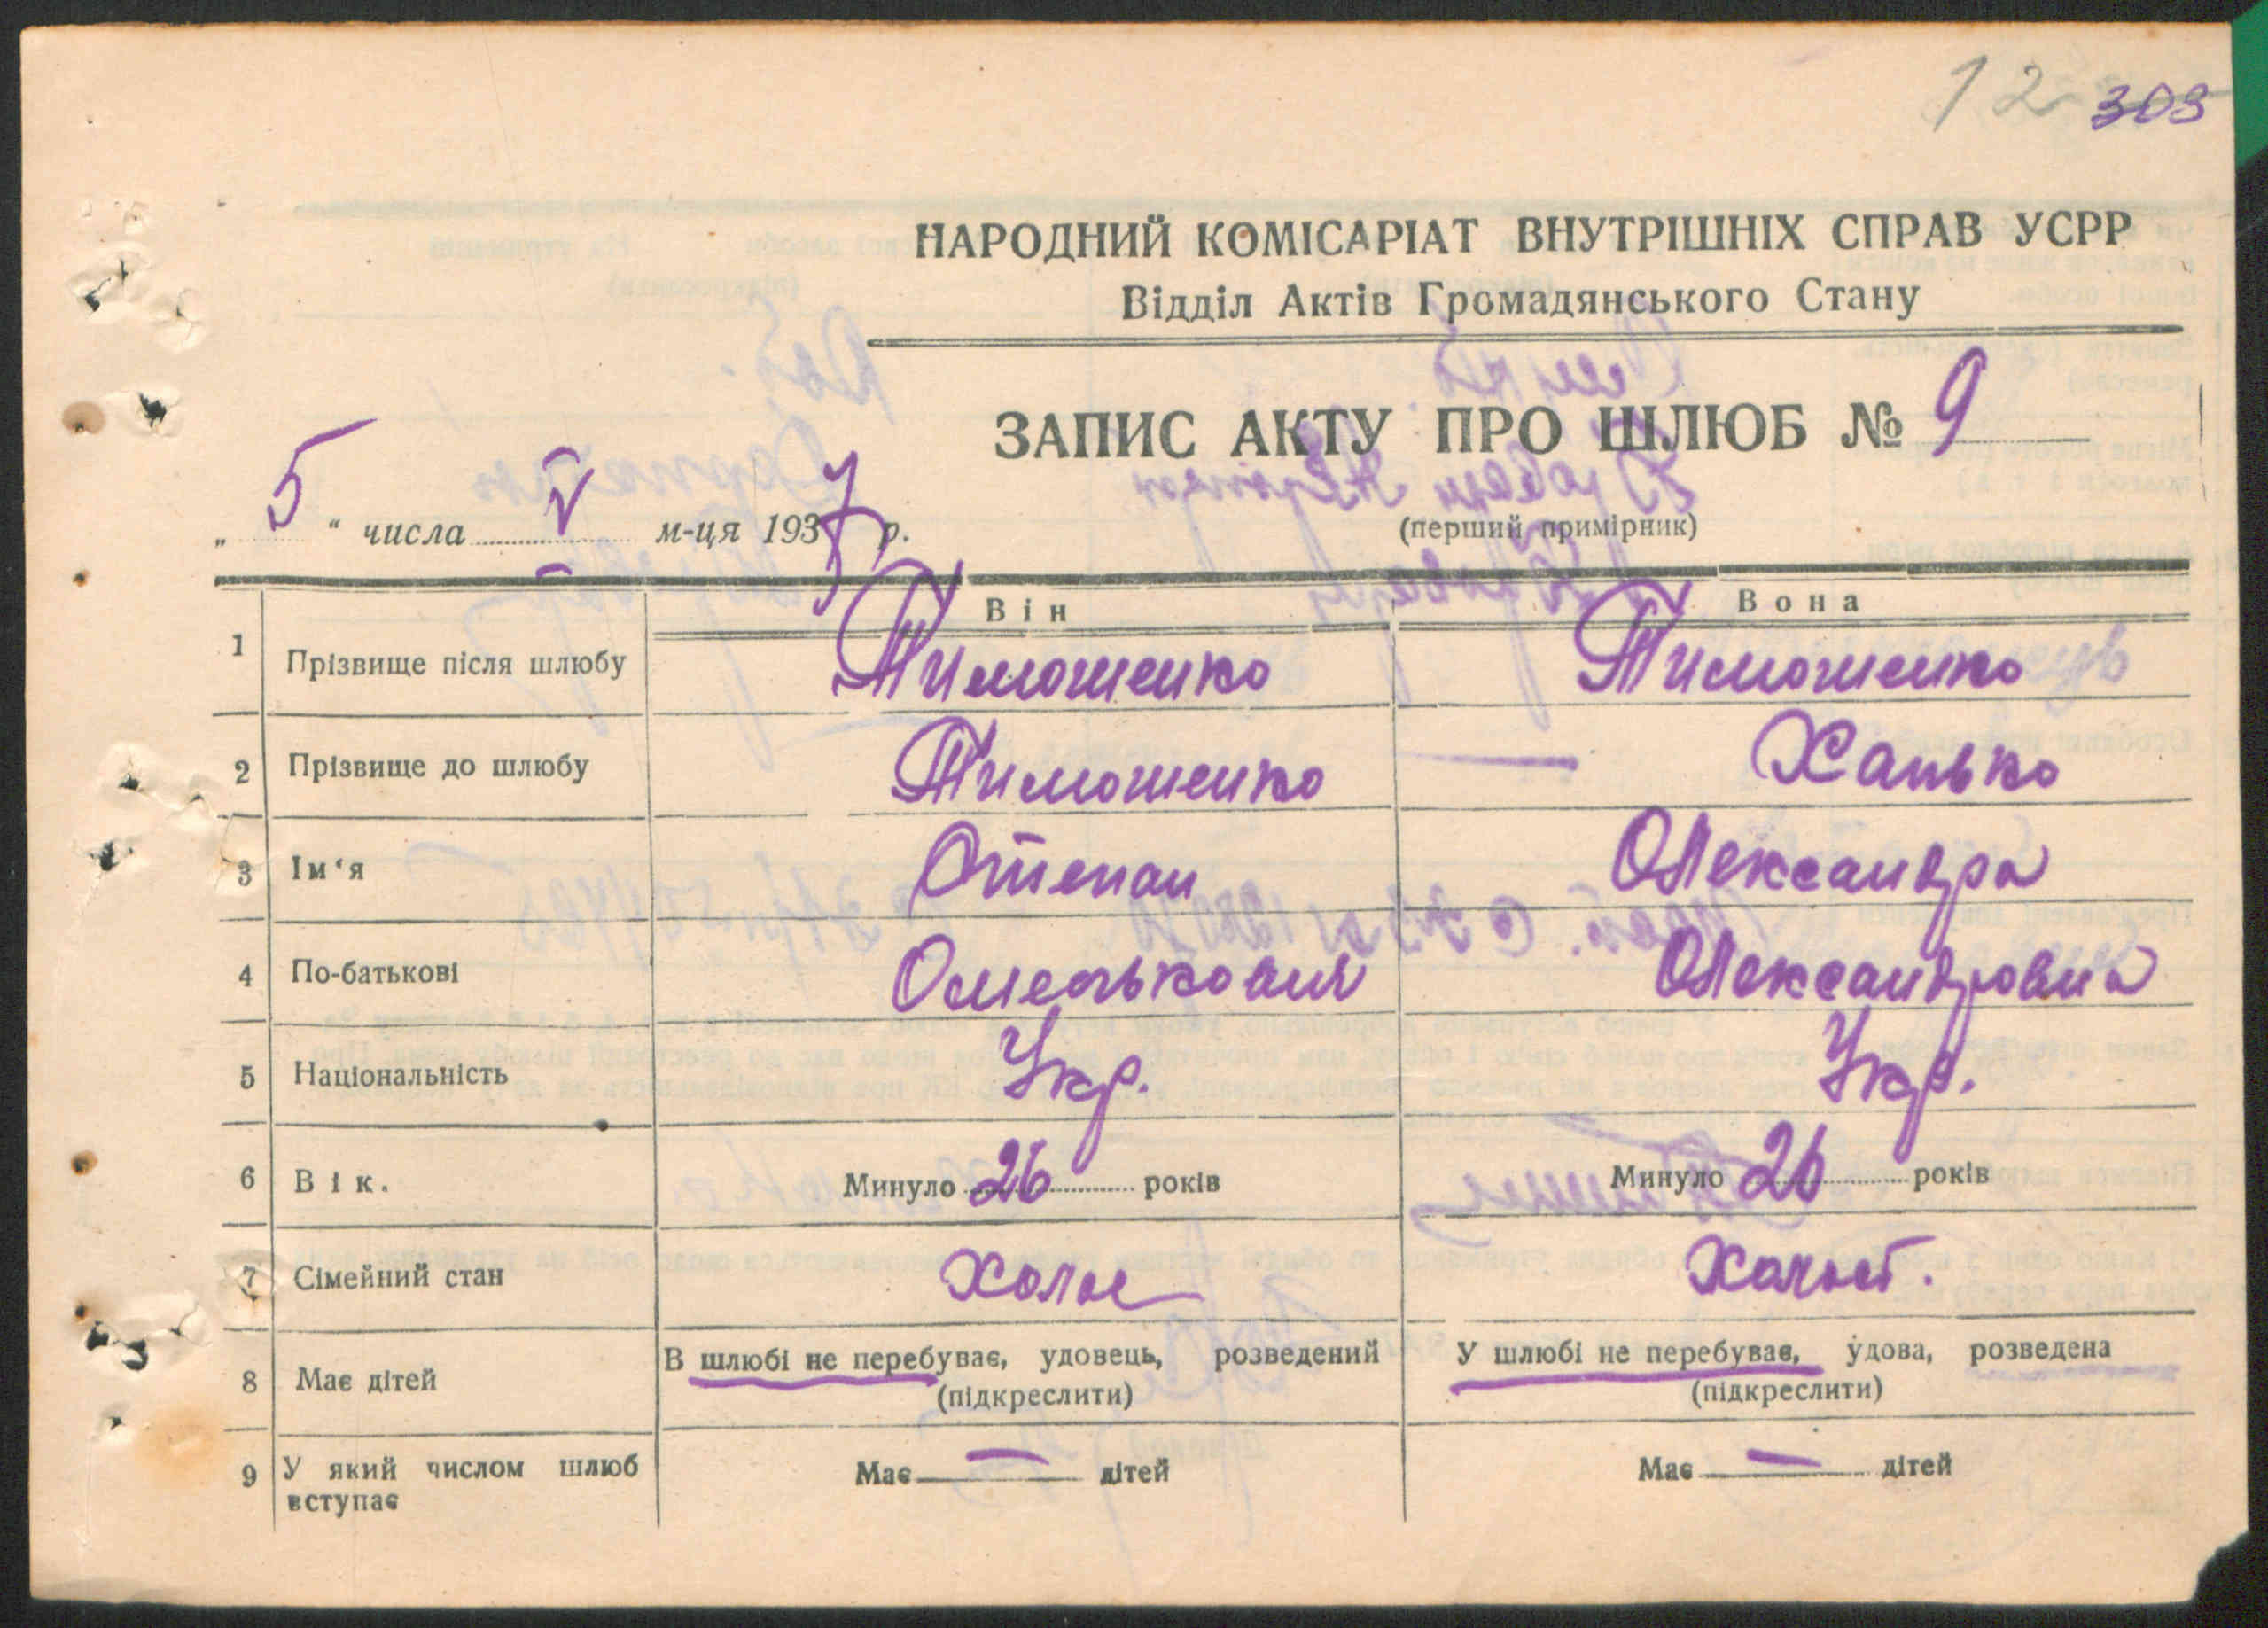 12 309
НАРОДНИЙ КОМІСАРІАТ ВНУТРІШНІХ СПРАВ УСРР
Відділ Актів Громадянського Стану
ЗАПИС АКТУ ПРО ШЛЮБ № 9
„ 5 “ числа V м-ця 1937 р.
(перший примірник)
Він Вона
1 Прізвище після шлюбу Тимошенко Тимошенко
2 Прізвище до шлюбу Тимошенко Ханько
3 Ім‘я Степан Олександра
4 По-батькові Омелькович Олександровна
5 Національність Укр. Укр.
6 Вік. Минуло 26 років Минуло 26 років
7 Сімейний стан Холос Холост.
8 Має дітей В шлюбі не перебуває, удовець, розведений У шлюбі не перебуває, удова, розведена
(підкреслити) (підкреслити)
9 У який числом шлюб Має — дітей Має — дітей
вступає